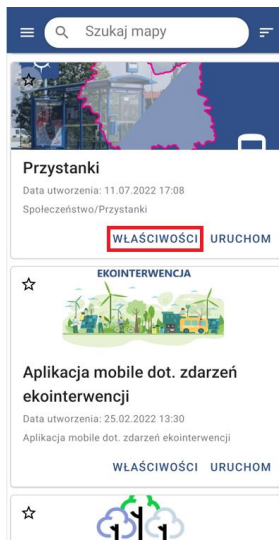 Szukaj mapy
Przystanki
Data utworzenia: 11.07.2022 17:08
Społeczeństwo/Przystanki
WŁAŚCIWOŚCI URUCHOM
EKOINTERWENCJA
Aplikacja mobile dot. zdarzeń
ekointerwencji
Data utworzenia: 25.02.2022 13:30
Aplikacja mobile dot. zdarzeń ekointerwencji
WŁAŚCIWOŚCI URUCHOM